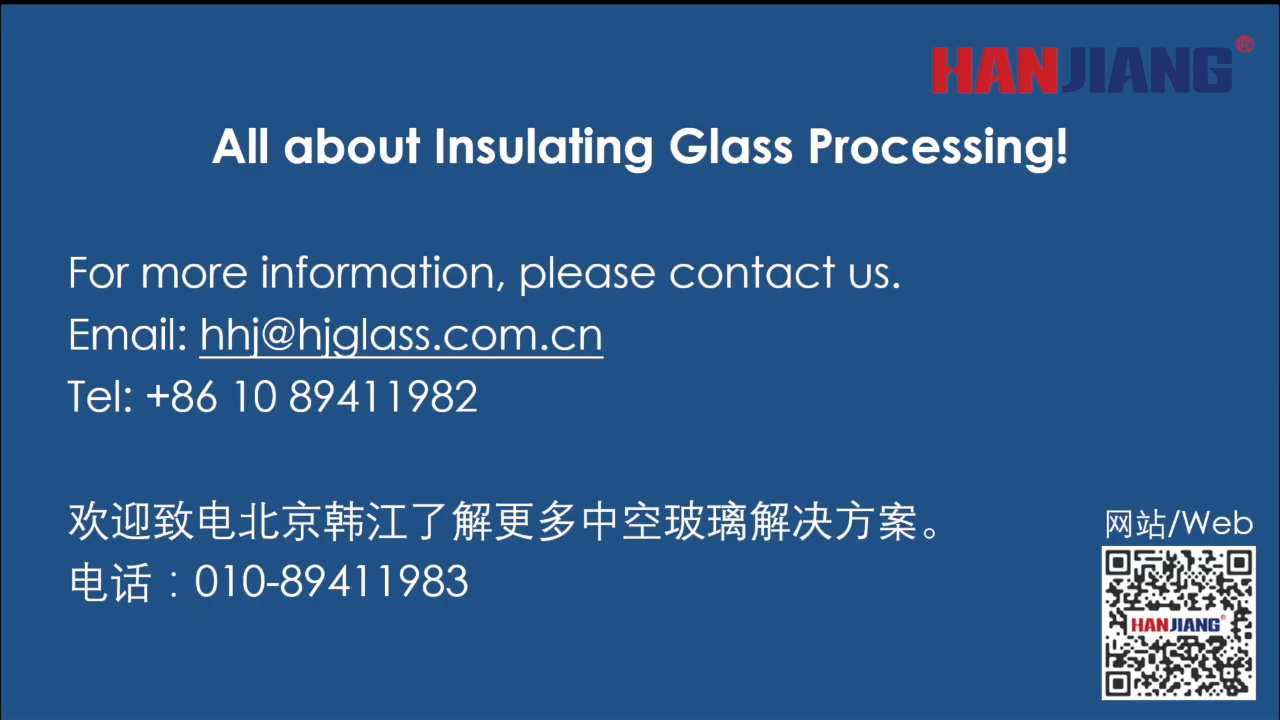 HANJIANG®
All about Insulating Glass Processing!
For more information, please contact us.
Email: hhj@hjglass.com.cn
Tel: +86 10 89411982
欢迎致电北京韩江了解更多中空玻璃解决方案。
电话：010-89411983
网站/Web
HANJIANG®